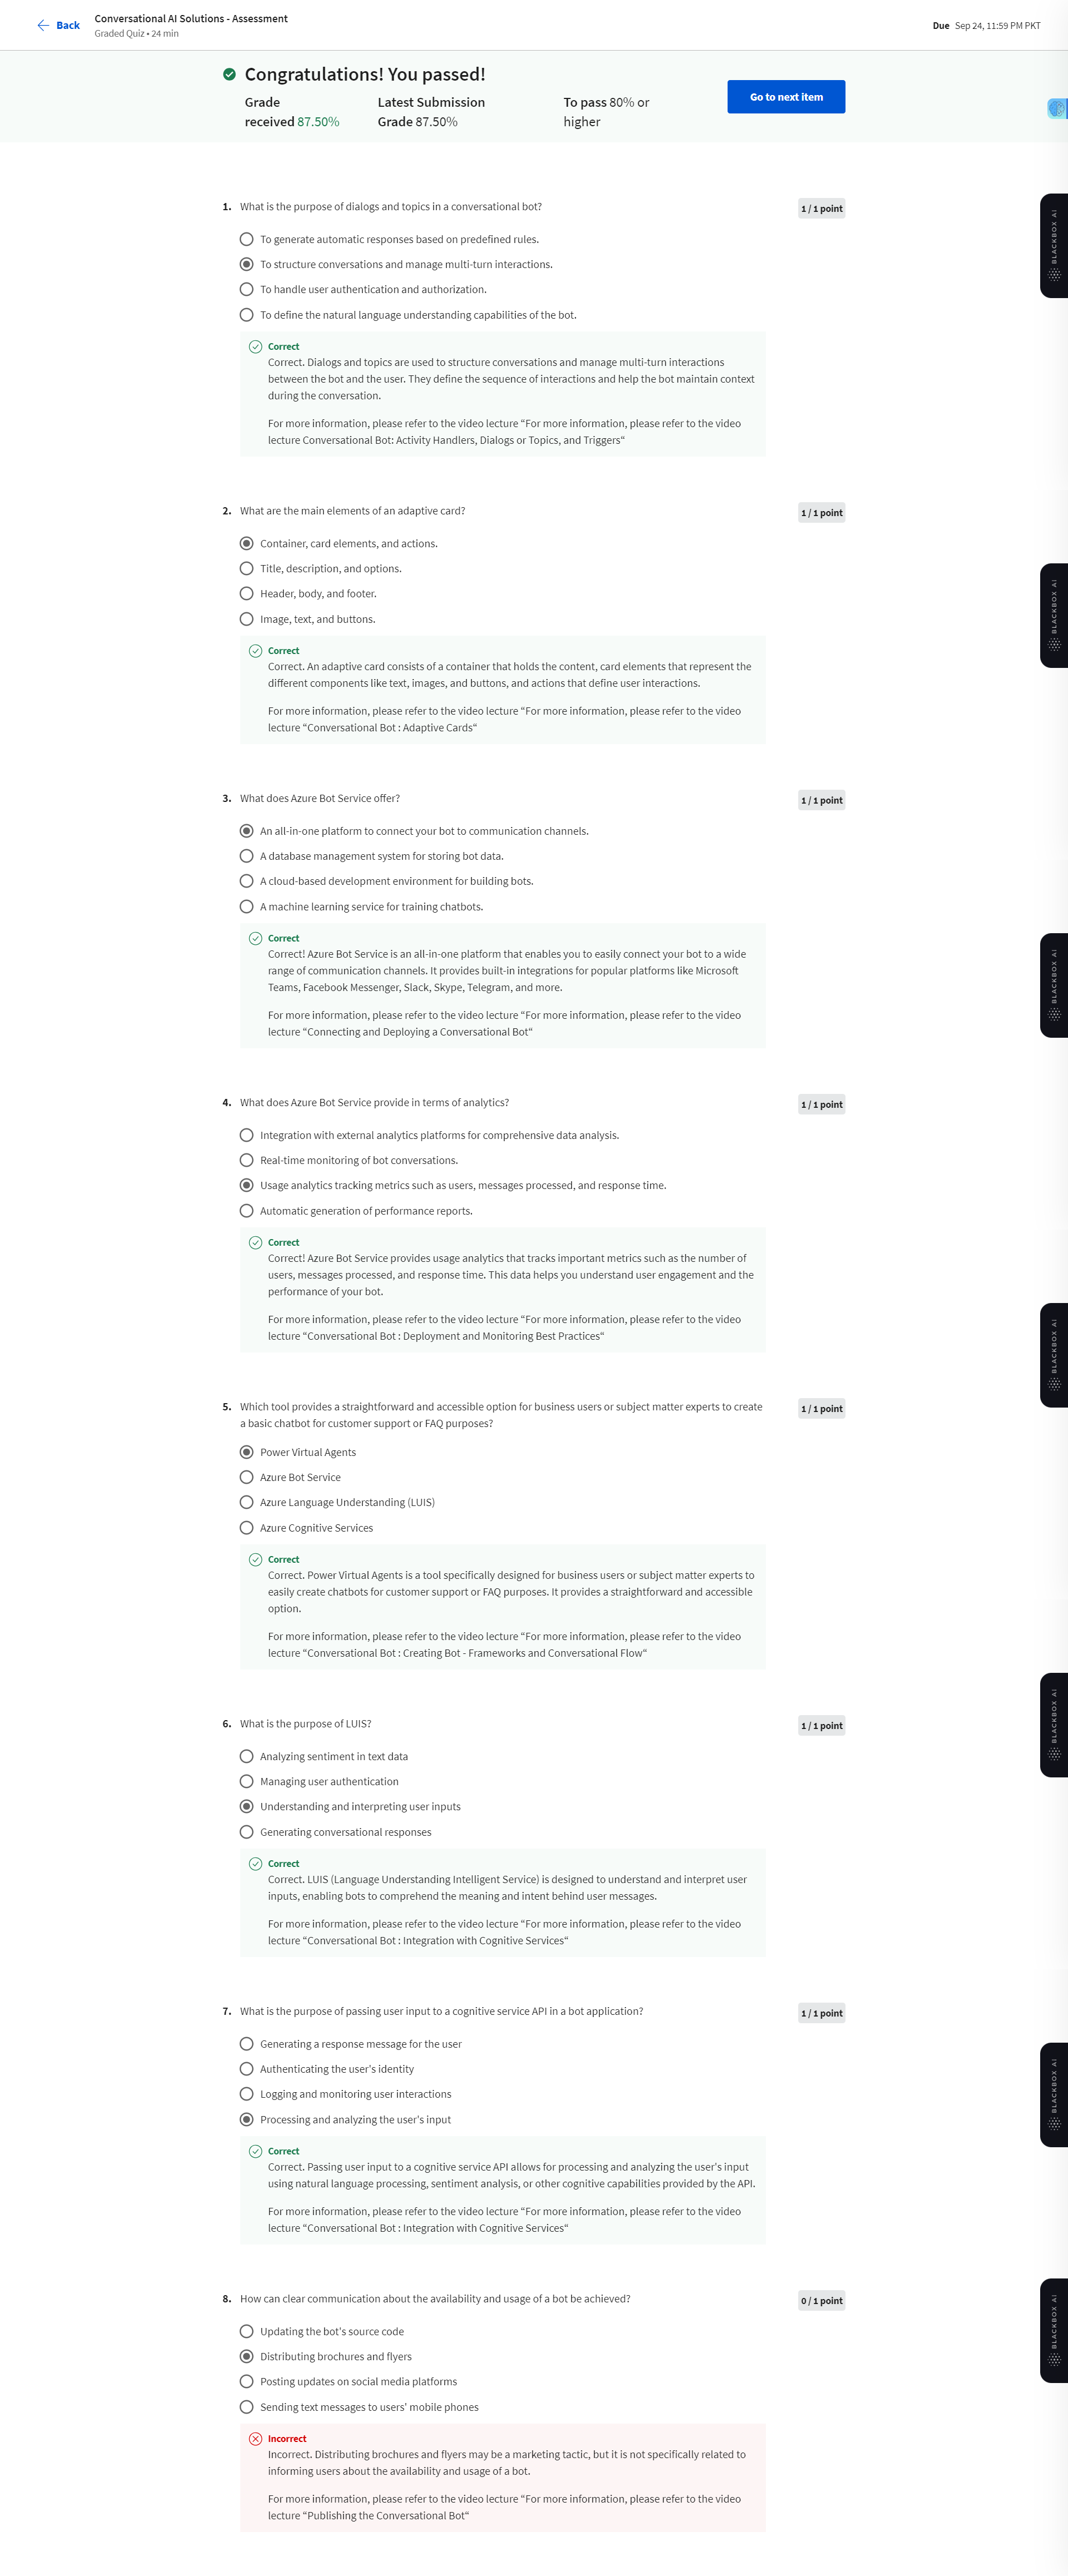 Back
Conversational AI Solutions - Assessment
Graded Quiz • 24 min
Due Sep 24, 11:59 PM PKT
Congratulations! You passed!
Grade
received 87.50%
Latest Submission
Grade 87.50%
To pass 80% or
higher
Go to next item
1. What is the purpose of dialogs and topics in a conversational bot?
1 / 1 point
To generate automatic responses based on predefined rules.
To structure conversations and manage multi-turn interactions.
To handle user authentication and authorization.
To define the natural language understanding capabilities of the bot.
Correct
Correct. Dialogs and topics are used to structure conversations and manage multi-turn interactions
between the bot and the user. They define the sequence of interactions and help the bot maintain context
during the conversation.
For more information, please refer to the video lecture “For more information, please refer to the video
lecture Conversational Bot: Activity Handlers, Dialogs or Topics, and Triggers“
BLACKBOX AI
2. What are the main elements of an adaptive card?
1 / 1 point
Container, card elements, and actions.
Title, description, and options.
Header, body, and footer.
Image, text, and buttons.
Correct
Correct. An adaptive card consists of a container that holds the content, card elements that represent the
different components like text, images, and buttons, and actions that define user interactions.
For more information, please refer to the video lecture “For more information, please refer to the video
lecture “Conversational Bot : Adaptive Cards“
BLACKBOX AI
3. What does Azure Bot Service offer?
1 / 1 point
An all-in-one platform to connect your bot to communication channels.
A database management system for storing bot data.
A cloud-based development environment for building bots.
A machine learning service for training chatbots.
Correct
Correct! Azure Bot Service is an all-in-one platform that enables you to easily connect your bot to a wide
range of communication channels. It provides built-in integrations for popular platforms like Microsoft
Teams, Facebook Messenger, Slack, Skype, Telegram, and more.
For more information, please refer to the video lecture “For more information, please refer to the video
lecture “Connecting and Deploying a Conversational Bot“
BLACKBOX AI
4. What does Azure Bot Service provide in terms of analytics?
1 / 1 point
Integration with external analytics platforms for comprehensive data analysis.
Real-time monitoring of bot conversations.
Usage analytics tracking metrics such as users, messages processed, and response time.
Automatic generation of performance reports.
Correct
Correct! Azure Bot Service provides usage analytics that tracks important metrics such as the number of
users, messages processed, and response time. This data helps you understand user engagement and the
performance of your bot.
For more information, please refer to the video lecture “For more information, please refer to the video
lecture “Conversational Bot : Deployment and Monitoring Best Practices“
BLACKBOX AI
5. Which tool provides a straightforward and accessible option for business users or subject matter experts to create
a basic chatbot for customer support or FAQ purposes?
1 / 1 point
Power Virtual Agents
Azure Bot Service
Azure Language Understanding (LUIS)
Azure Cognitive Services
Correct
Correct. Power Virtual Agents is a tool specifically designed for business users or subject matter experts to
easily create chatbots for customer support or FAQ purposes. It provides a straightforward and accessible
option.
For more information, please refer to the video lecture “For more information, please refer to the video
lecture “Conversational Bot : Creating Bot - Frameworks and Conversational Flow“
6. What is the purpose of LUIS?
1 / 1 point
Analyzing sentiment in text data
Managing user authentication
Understanding and interpreting user inputs
Generating conversational responses
Correct
Correct. LUIS (Language Understanding Intelligent Service) is designed to understand and interpret user
inputs, enabling bots to comprehend the meaning and intent behind user messages.
For more information, please refer to the video lecture “For more information, please refer to the video
lecture “Conversational Bot : Integration with Cognitive Services“
BLACKBOX AI
7. What is the purpose of passing user input to a cognitive service API in a bot application?
1 / 1 point
Generating a response message for the user
Authenticating the user's identity
Logging and monitoring user interactions
Processing and analyzing the user's input
Correct
Correct. Passing user input to a cognitive service API allows for processing and analyzing the user's input
using natural language processing, sentiment analysis, or other cognitive capabilities provided by the API.
For more information, please refer to the video lecture “For more information, please refer to the video
lecture “Conversational Bot : Integration with Cognitive Services“
BLACKBOX AI
8. How can clear communication about the availability and usage of a bot be achieved?
0 / 1 point
Updating the bot's source code
Distributing brochures and flyers
Posting updates on social media platforms
Sending text messages to users' mobile phones
Incorrect
Incorrect. Distributing brochures and flyers may be a marketing tactic, but it is not specifically related to
informing users about the availability and usage of a bot.
For more information, please refer to the video lecture “For more information, please refer to the video
lecture “Publishing the Conversational Bot“
BLACKBOX AI